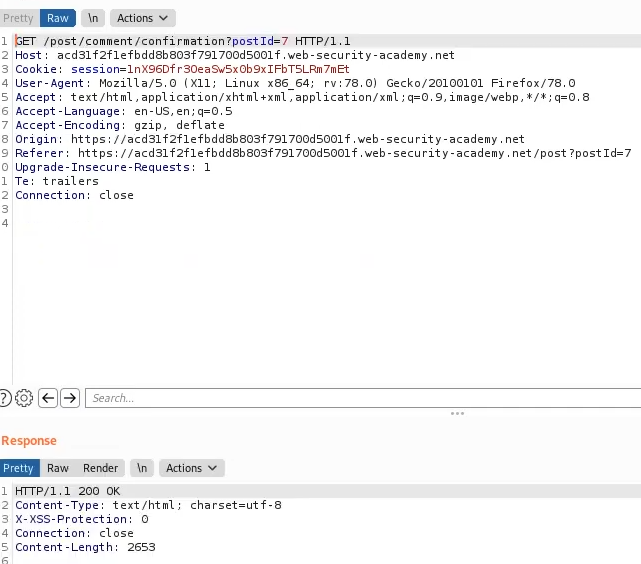 Pretty Raw \n Actions
1 GET /post/comment/confirmation?postId=7 HTTP/1.1
2 Host: acd31f2f1efbdd8b803f791700d5001f.web-security-academy.net
3 Cookie: session=1nX96Dfr3OeaSw5x0b9xIFbT5LRm7mEt
4 User-Agent: Mozilla/5.0 (X11; Linux x86_64; rv:78.0) Gecko/20100101 Firefox/78.0
5 Accept: text/html,application/xhtml+xml,application/xml;q=0.9,image/webp,*/*;q=0.8
6 Accept-Language: en-US,en;q=0.5
7 Accept-Encoding: gzip, deflate
8 Origin: https://acd31f2f1efbdd8b803f791700d5001f.web-security-academy.net
9 Referer: https://acd31f2f1efbdd8b803f791700d5001f.web-security-academy.net/post?postId=7
0 Upgrade-Insecure-Requests: 1
1 Te: trailers
2 Connection: close
3
4
? Search...
Response
Pretty Raw Render \n Actions
1 HTTP/1.1 200 OK
2 Content-Type: text/html; charset=utf-8
3 X-XSS-Protection: 0
4 Connection: close
5 Content-Length: 2653
6